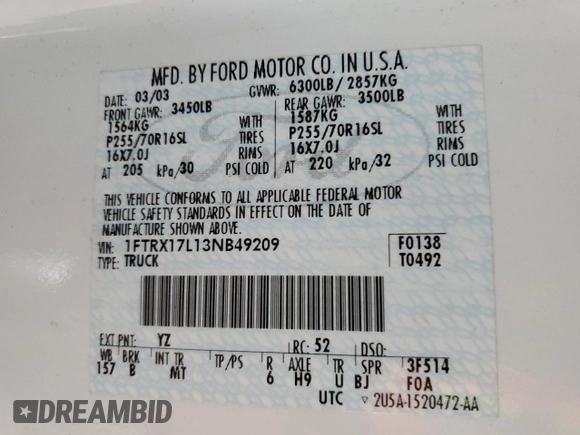 MFD. BY FORD MOTOR CO. IN U.S.A.
DATE: 03/03 GVWR: 6300LB/ 2857KG
FRONT GAWR: 3450LB REAR GAWR: 3500LB
1564KG WITH 1587KG WITH
P255/70R16SL TIRES P255/70R16SL TIRES
16X7.0J RIMS 16X7.0J RIMS
AT 205 kPa/30 PSI COLD AT 220 kPa/32 PSI COLD
THIS VEHICLE CONFORMS TO ALL APPLICABLE FEDERAL MOTOR
VEHICLE SAFETY STANDARDS IN EFFECT ON THE DATE OF
MANUFACTURE SHOWN ABOVE.
VIN: 1FTRX17L13NB49209 F0138
TYPE: TRUCK T0492
EXT PNT: YZ RC: 52 DSO:
WB BRK INT TR TP/PS R AXLE TR SPR 3F514
157 B MT 6 H9 U BJ F0A
UTC ▽ 2U5A-1520472-AA
Ford
DREAMBID